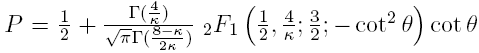 $P = \frac{1}{2} + \frac{\Gamma(\frac{4}{\kappa})}{\sqrt{\pi}\Gamma(\frac{8-\kappa}{2\kappa})} \; {}_2F_1\left(\frac{1}{2}, \frac{4}{\kappa}; \frac{3}{2}; -\cot^2\theta\right)\cot\theta$